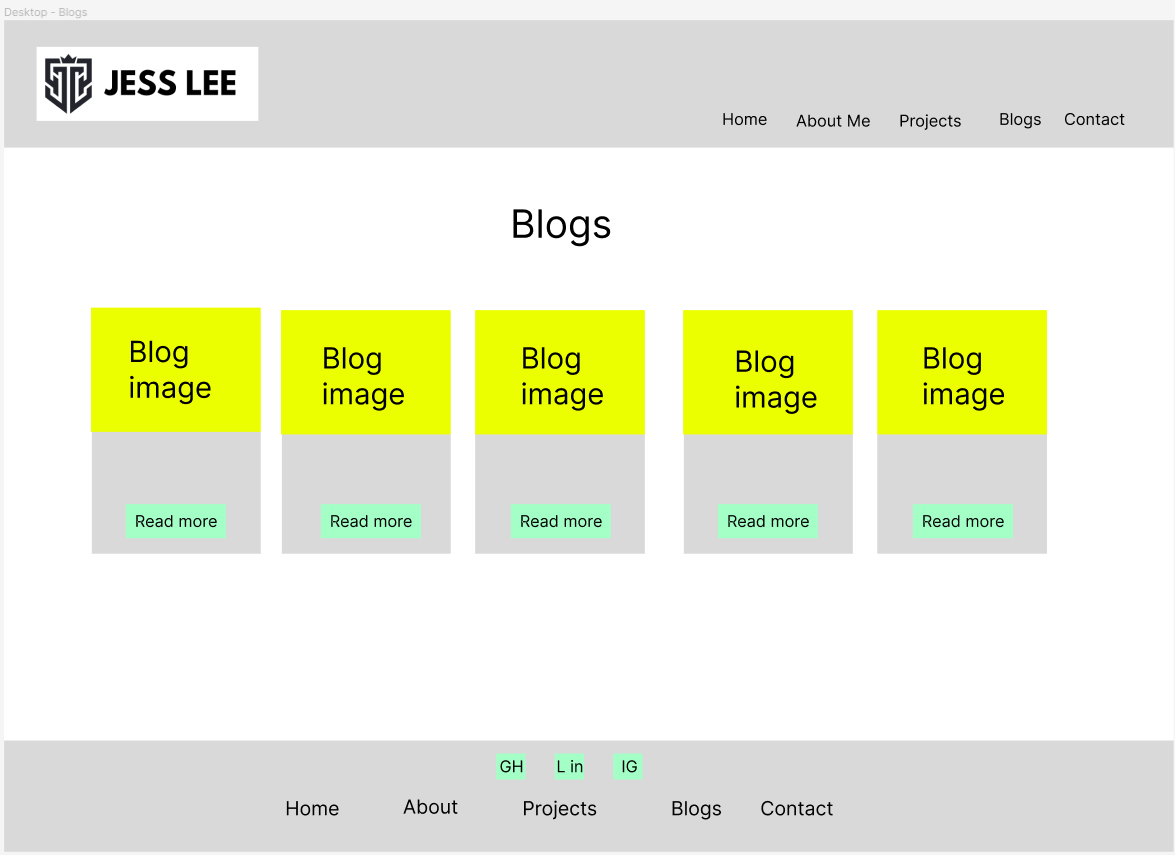 Desktop - Blogs
JESS LEE
Home About Me Projects Blogs Contact
Blogs
Blog
image
Blog
image
Blog
image
Blog
image
Blog
image
Read more Read more Read more Read more Read more
GH L in IG
Home About Projects Blogs Contact